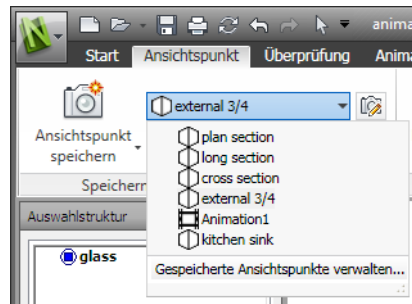 anima
Start Ansichtspunkt Überprüfung Anima
external 3/4
Ansichtspunkt
speichern
plan section
long section
cross section
external 3/4
Animation1
kitchen sink
Speichern
Gespeicherte Ansichtspunkte verwalten...
Auswahlstruktur
glass